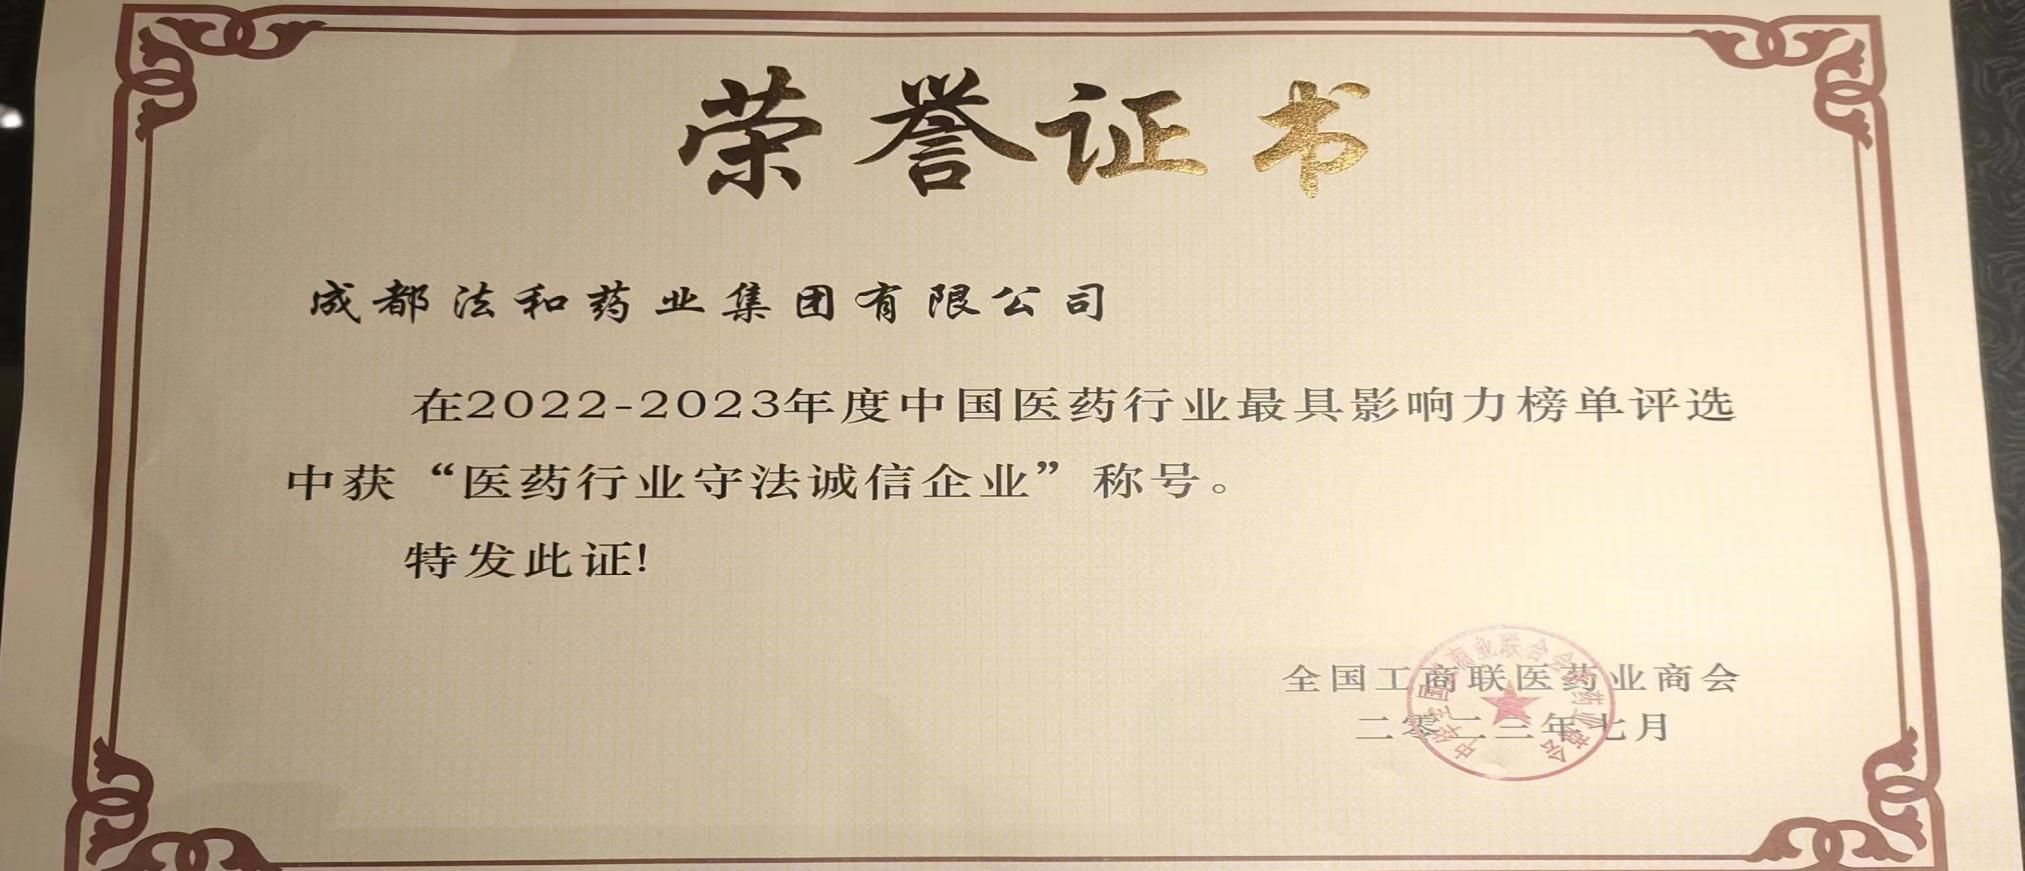 荣誉证书
成都法和药业集团有限公司
在2022-2023年度中国医药行业最具影响力榜单评选
中获“医药行业守法诚信企业”称号。
特发此证!
全国工商联医药业商会
二零二三年七月